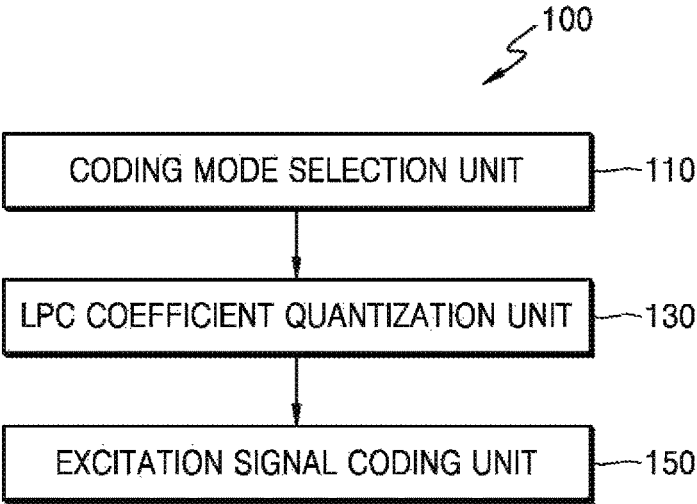 100
CODING MODE SELECTION UNIT 110
LPC COEFFICIENT QUANTIZATION UNIT 130
EXCITATION SIGNAL CODING UNIT 150